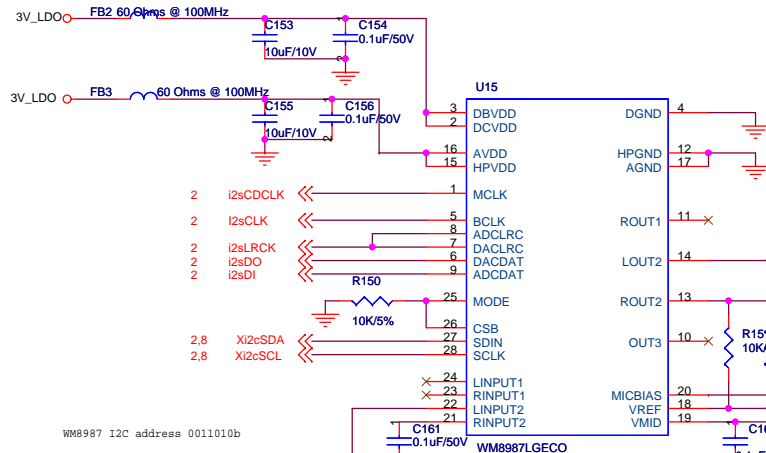 3V_LDO FB2 60 Ohms @ 100MHz
C153 C154
0.1uF/50V
10uF/10V 2
3V_LDO FB3 60 Ohms @ 100MHz
C155 C156
0.1uF/50V
10uF/10V 2
U15
3 DBVDD DGND 4
2 DCVDD
16 AVDD HPGND 12
15 HPVDD AGND 17
2 i2sCDCLK 1 MCLK
2 I2sCLK 5 BCLK ROUT1 11
8 ADCLRC
2 i2sLRCK 7 DACLRC
2 i2sDO 6 DACDAT LOUT2 14
2 i2sDI 9 ADCDAT
R150
25 MODE ROUT2 13
10K/5%
26 CSB
2,8 Xi2cSDA 27 SDIN OUT3 10
2,8 Xi2cSCL 28 SCLK
24 LINPUT1
23 RINPUT1 MICBIAS 20
22 LINPUT2 VREF 18
21 RINPUT2 VMID 19
C161
0.1uF/50V
WM8987 I2C address 0011010b
WM8987LGECO